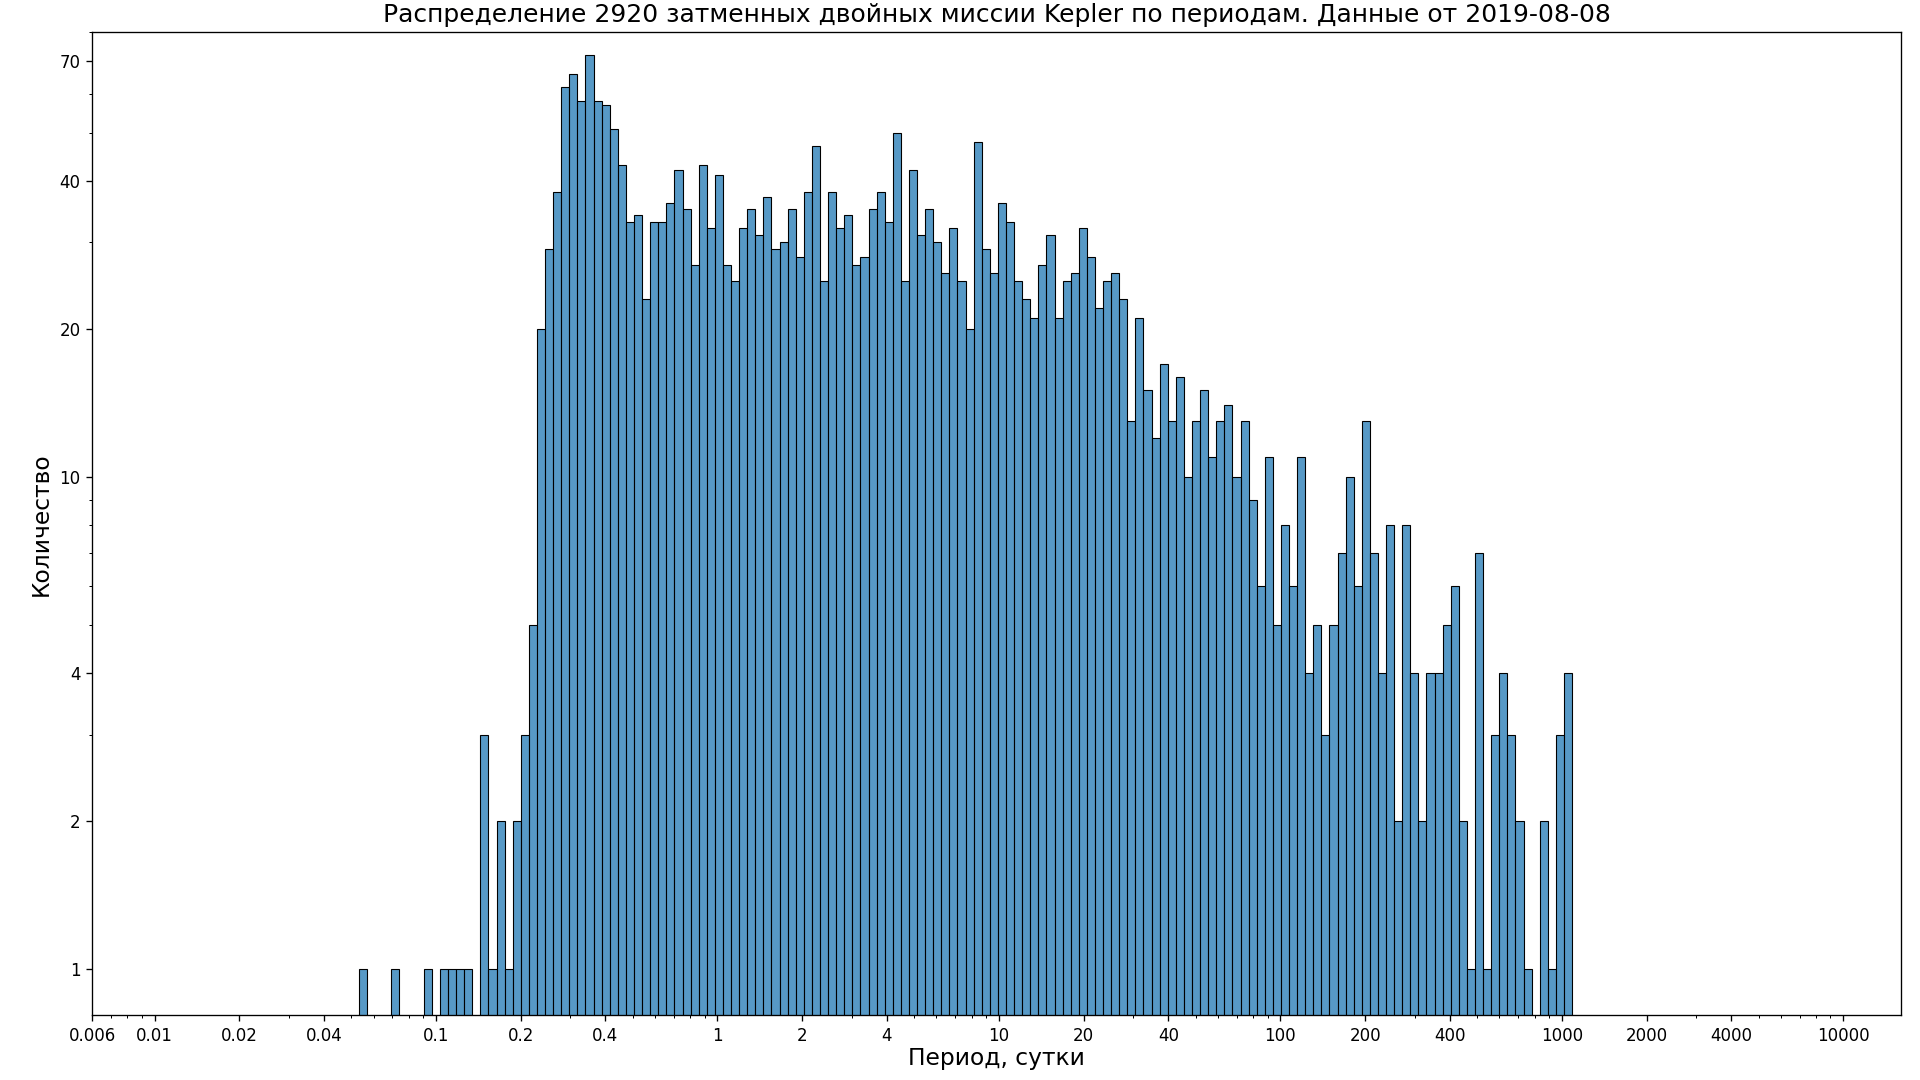 Распределение 2920 затменных двойных миссии Kepler по периодам. Данные от 2019-08-08
Количество
70
40
20
10
4
2
1
0.006 0.01 0.02 0.04 0.1 0.2 0.4 1 2 4 10 20 40 100 200 400 1000 2000 4000 10000
Период, сутки